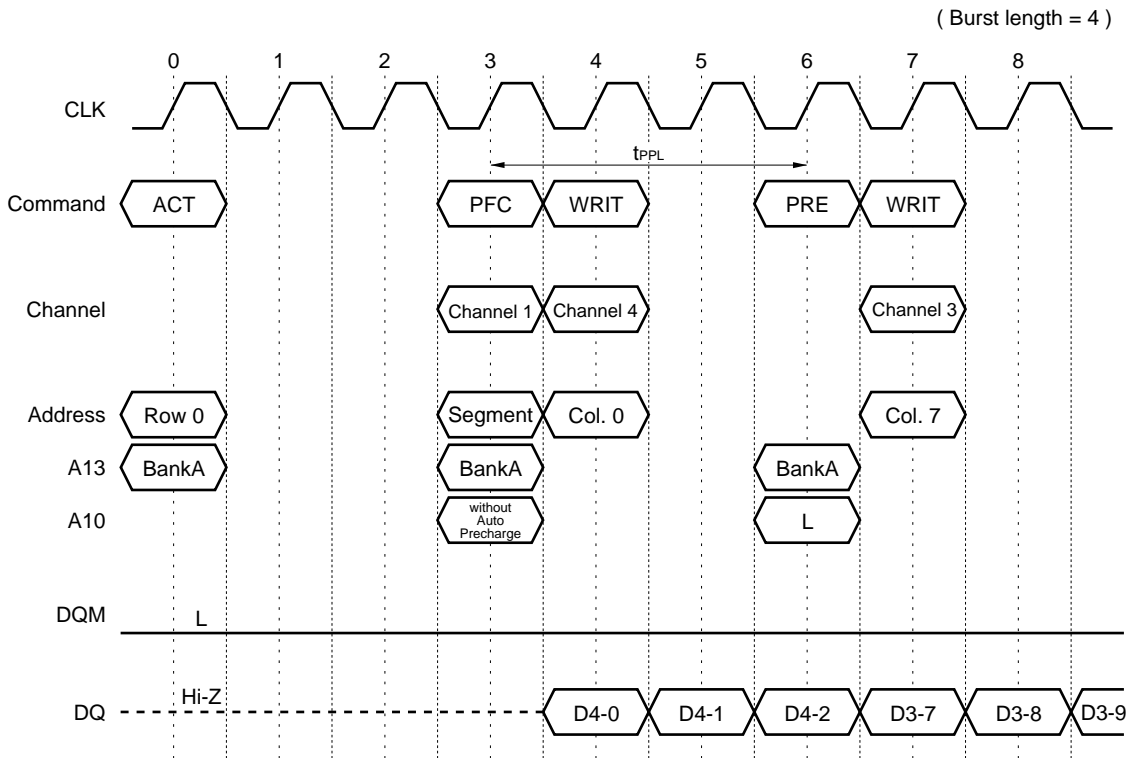 ( Burst length = 4 )
0 1 2 3 4 5 6 7 8
CLK
tPPL
Command ACT PFC WRIT PRE WRIT
Channel Channel 1 Channel 4 Channel 3
Address Row 0 Segment Col. 0 Col. 7
A13 BankA BankA BankA
A10 without Auto Precharge L
DQM L
Hi-Z
DQ D4-0 D4-1 D4-2 D3-7 D3-8 D3-9